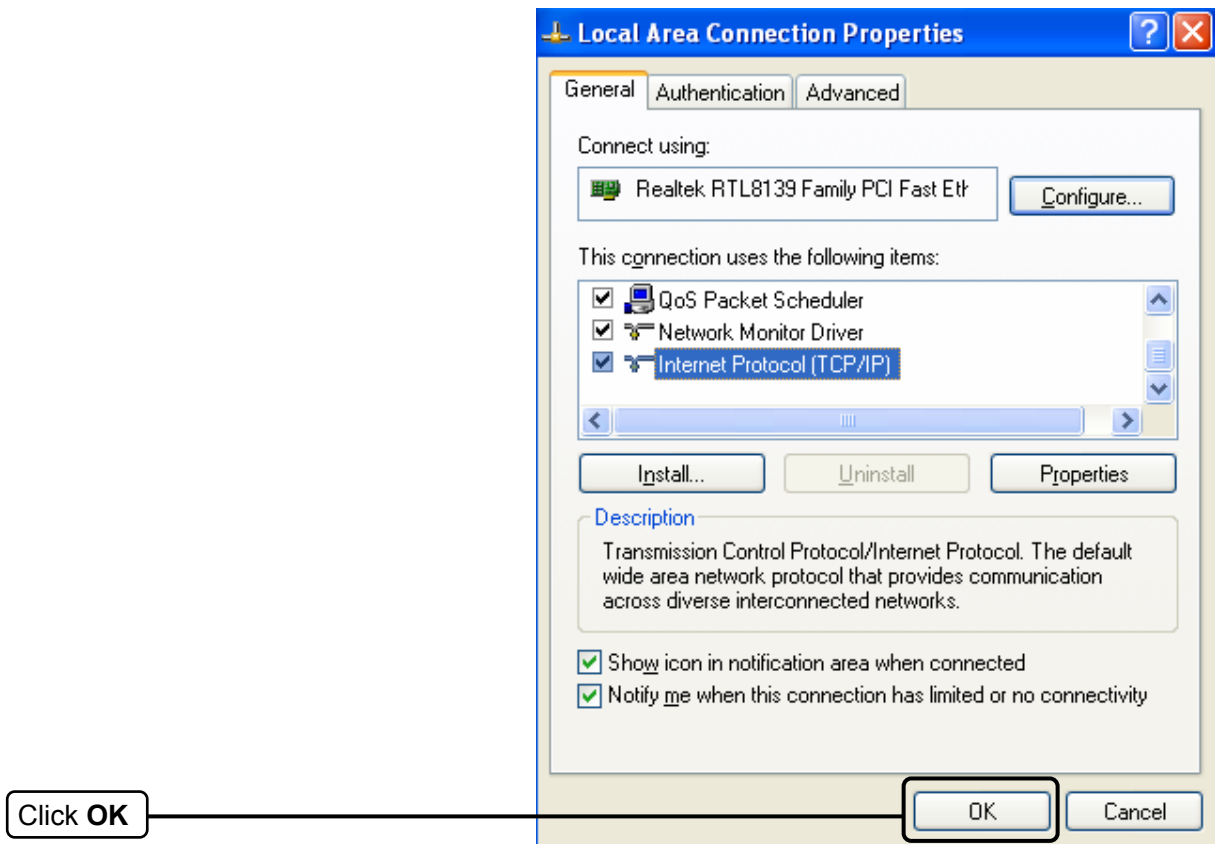 Local Area Connection Properties
General Authentication Advanced
Connect using:
Realtek RTL8139 Family PCI Fast Eth
Configure...
This connection uses the following items:
QoS Packet Scheduler
Network Monitor Driver
Internet Protocol (TCP/IP)
Install... Uninstall Properties
Description
Transmission Control Protocol/Internet Protocol. The default
wide area network protocol that provides communication
across diverse interconnected networks.
Show icon in notification area when connected
Notify me when this connection has limited or no connectivity
Click OK
OK Cancel